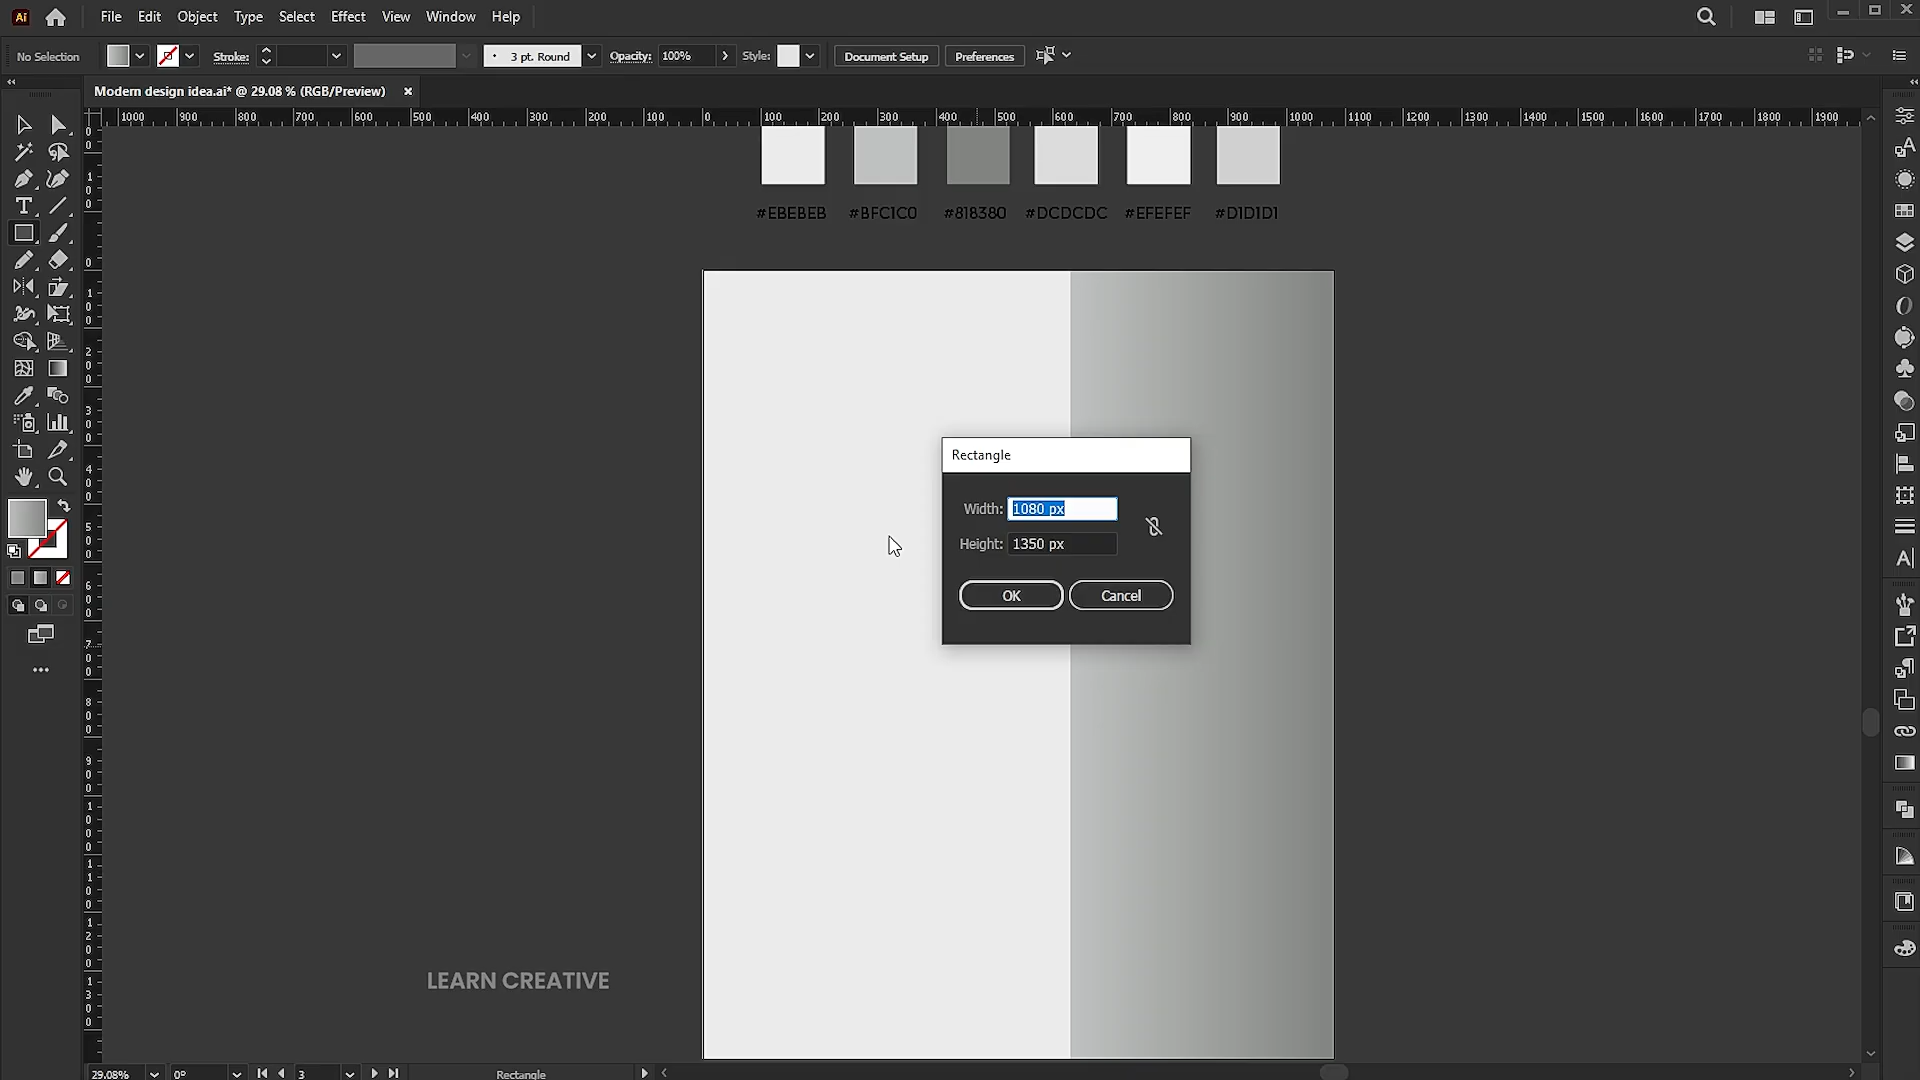 Ai File Edit Type Object Select Effect View Window Help
No Selection Stroke: 3 pt. Round Opacity: 100% Style: Document Setup Preferences
Modern design idea.ai* @ 29.08 % (RGB/Preview) ×
1000 900 800 700 600 500 400 300 200 100 0 100 200 300 400 500 600 700 800 900 1000 1100 1200 1300 1400 1500 1600 1700 1800 1900
#EBEBEB #BFC1C0 #818380 #DCDCDC #EFEFEF #D1D1D1
Rectangle
Width: 1080 px
Height: 1350 px
OK Cancel
LEARN CREATIVE
29.08% 0° 3 Rectangle